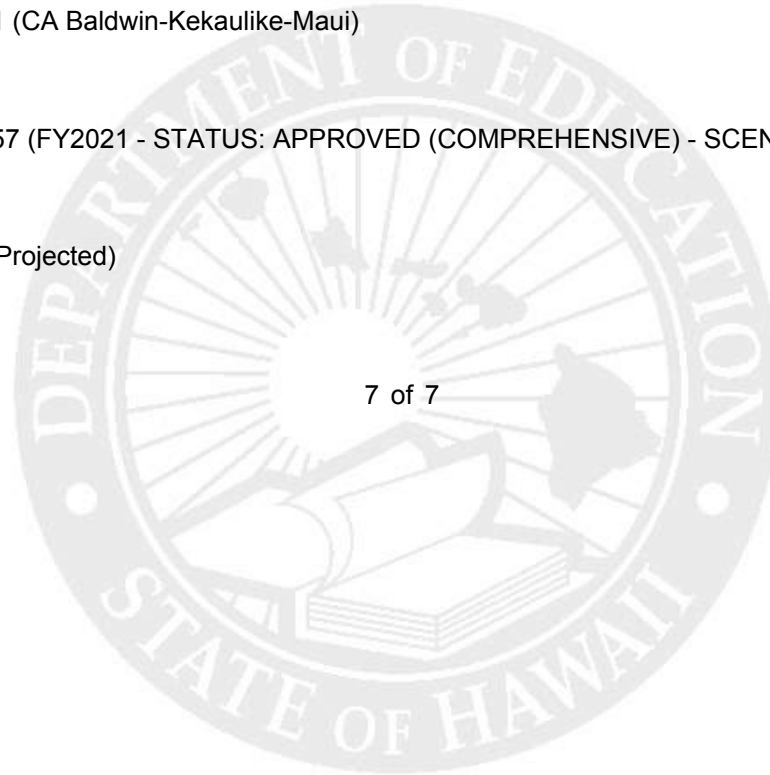 (CA Baldwin-Kekaulike-Maui)
57 (FY2021 - STATUS: APPROVED (COMPREHENSIVE) - SCEN
Projected)
7 of 7
DEPARTMENT OF EDUCATION
STATE OF HAWAII